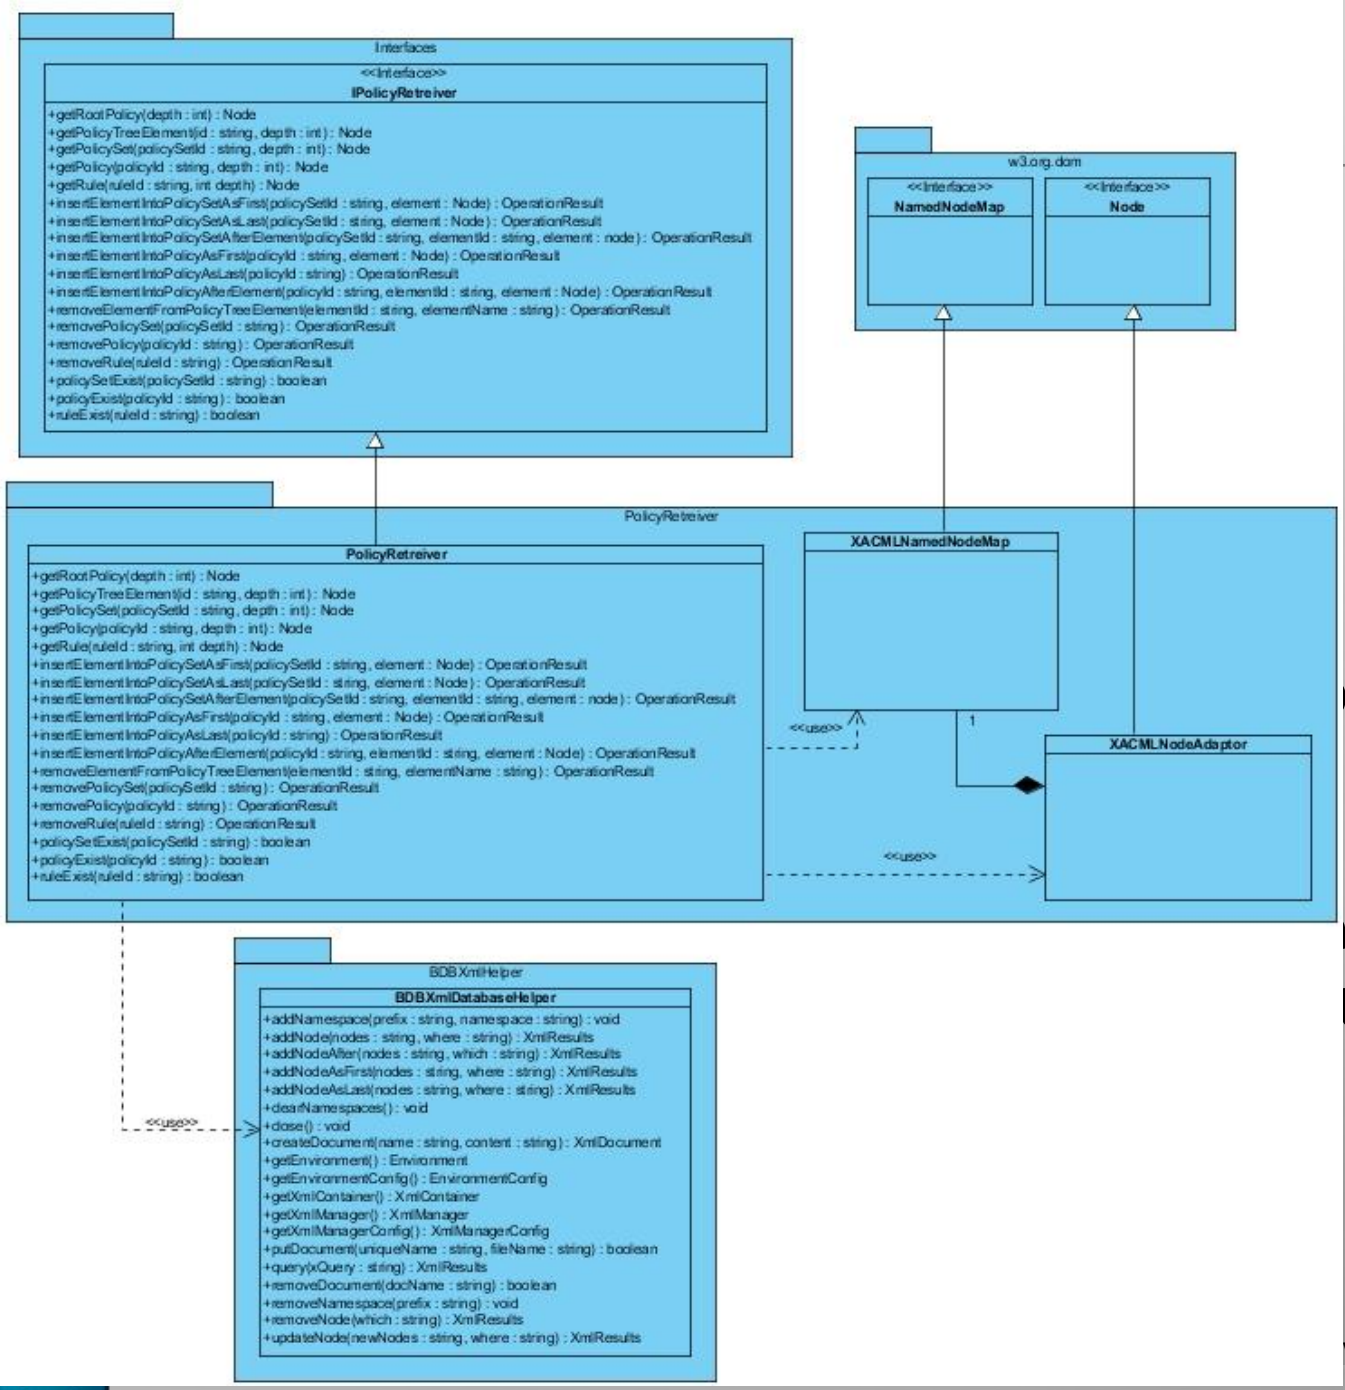 Interfaces
<<Interface>>
IPolicyRetreiver
+getRootPolicy(depth : int) : Node
+getPolicyTreeElement(id : string, depth : int) : Node
+getPolicySet(policySetId : string, depth : int) : Node
+getPolicy(policyId : string, depth : int) : Node
+getRule(ruleId : string, int depth) : Node
+insertElementIntoPolicySetAsFirst(policySetId : string, element : Node) : OperationResult
+insertElementIntoPolicySetAsLast(policySetId : string, element : Node) : OperationResult
+insertElementIntoPolicySetAfterElement(policySetId : string, elementId : string, element : node) : OperationResult
+insertElementIntoPolicyAsFirst(policyId : string, element : Node) : OperationResult
+insertElementIntoPolicyAsLast(policyId : string) : OperationResult
+insertElementIntoPolicyAfterElement(policyId : string, elementId : string, element : Node) : OperationResult
+removeElementFromPolicyTreeElement(elementId : string, elementName : string) : OperationResult
+removePolicySet(policySetId : string) : OperationResult
+removePolicy(policyId : string) : OperationResult
+removeRule(ruleId : string) : OperationResult
+policySetExist(policySetId : string) : boolean
+policyExist(policyId : string) : boolean
+ruleExist(ruleId : string) : boolean
w3.org.dom
<<Interface>>
NamedNodeMap
<<Interface>>
Node
PolicyRetreiver
PolicyRetreiver
+getRootPolicy(depth : int) : Node
+getPolicyTreeElement(id : string, depth : int) : Node
+getPolicySet(policySetId : string, depth : int) : Node
+getPolicy(policyId : string, depth : int) : Node
+getRule(ruleId : string, int depth) : Node
+insertElementIntoPolicySetAsFirst(policySetId : string, element : Node) : OperationResult
+insertElementIntoPolicySetAsLast(policySetId : string, element : Node) : OperationResult
+insertElementIntoPolicySetAfterElement(policySetId : string, elementId : string, element : node) : OperationResult
+insertElementIntoPolicyAsFirst(policyId : string, element : Node) : OperationResult
+insertElementIntoPolicyAsLast(policyId : string) : OperationResult
+insertElementIntoPolicyAfterElement(policyId : string, elementId : string, element : Node) : OperationResult
+removeElementFromPolicyTreeElement(elementId : string, elementName : string) : OperationResult
+removePolicySet(policySetId : string) : OperationResult
+removePolicy(policyId : string) : OperationResult
+removeRule(ruleId : string) : OperationResult
+policySetExist(policySetId : string) : boolean
+policyExist(policyId : string) : boolean
+ruleExist(ruleId : string) : boolean
XACMLNamedNodeMap
<<use>>
1
XACMLNodeAdaptor
<<use>>
<<use>>
BDBXmlHelper
BDBXmlDatabaseHelper
+addNamespace(prefix : string, namespace : string) : void
+addNode(nodes : string, where : string) : XmlResults
+addNodeAfter(nodes : string, which : string) : XmlResults
+addNodeAsFirst(nodes : string, where : string) : XmlResults
+addNodeAsLast(nodes : string, where : string) : XmlResults
+clearNamespaces() : void
+close() : void
+createDocument(name : string, content : string) : XmlDocument
+getEnvironment() : Environment
+getEnvironmentConfig() : EnvironmentConfig
+getXmlContainer() : XmlContainer
+getXmlManager() : XmlManager
+getXmlManagerConfig() : XmlManagerConfig
+putDocument(uniqueName : string, fileName : string) : boolean
+query(xQuery : string) : XmlResults
+removeDocument(docName : string) : boolean
+removeNamespace(prefix : string) : void
+removeNode(which : string) : XmlResults
+updateNode(newNodes : string, where : string) : XmlResults